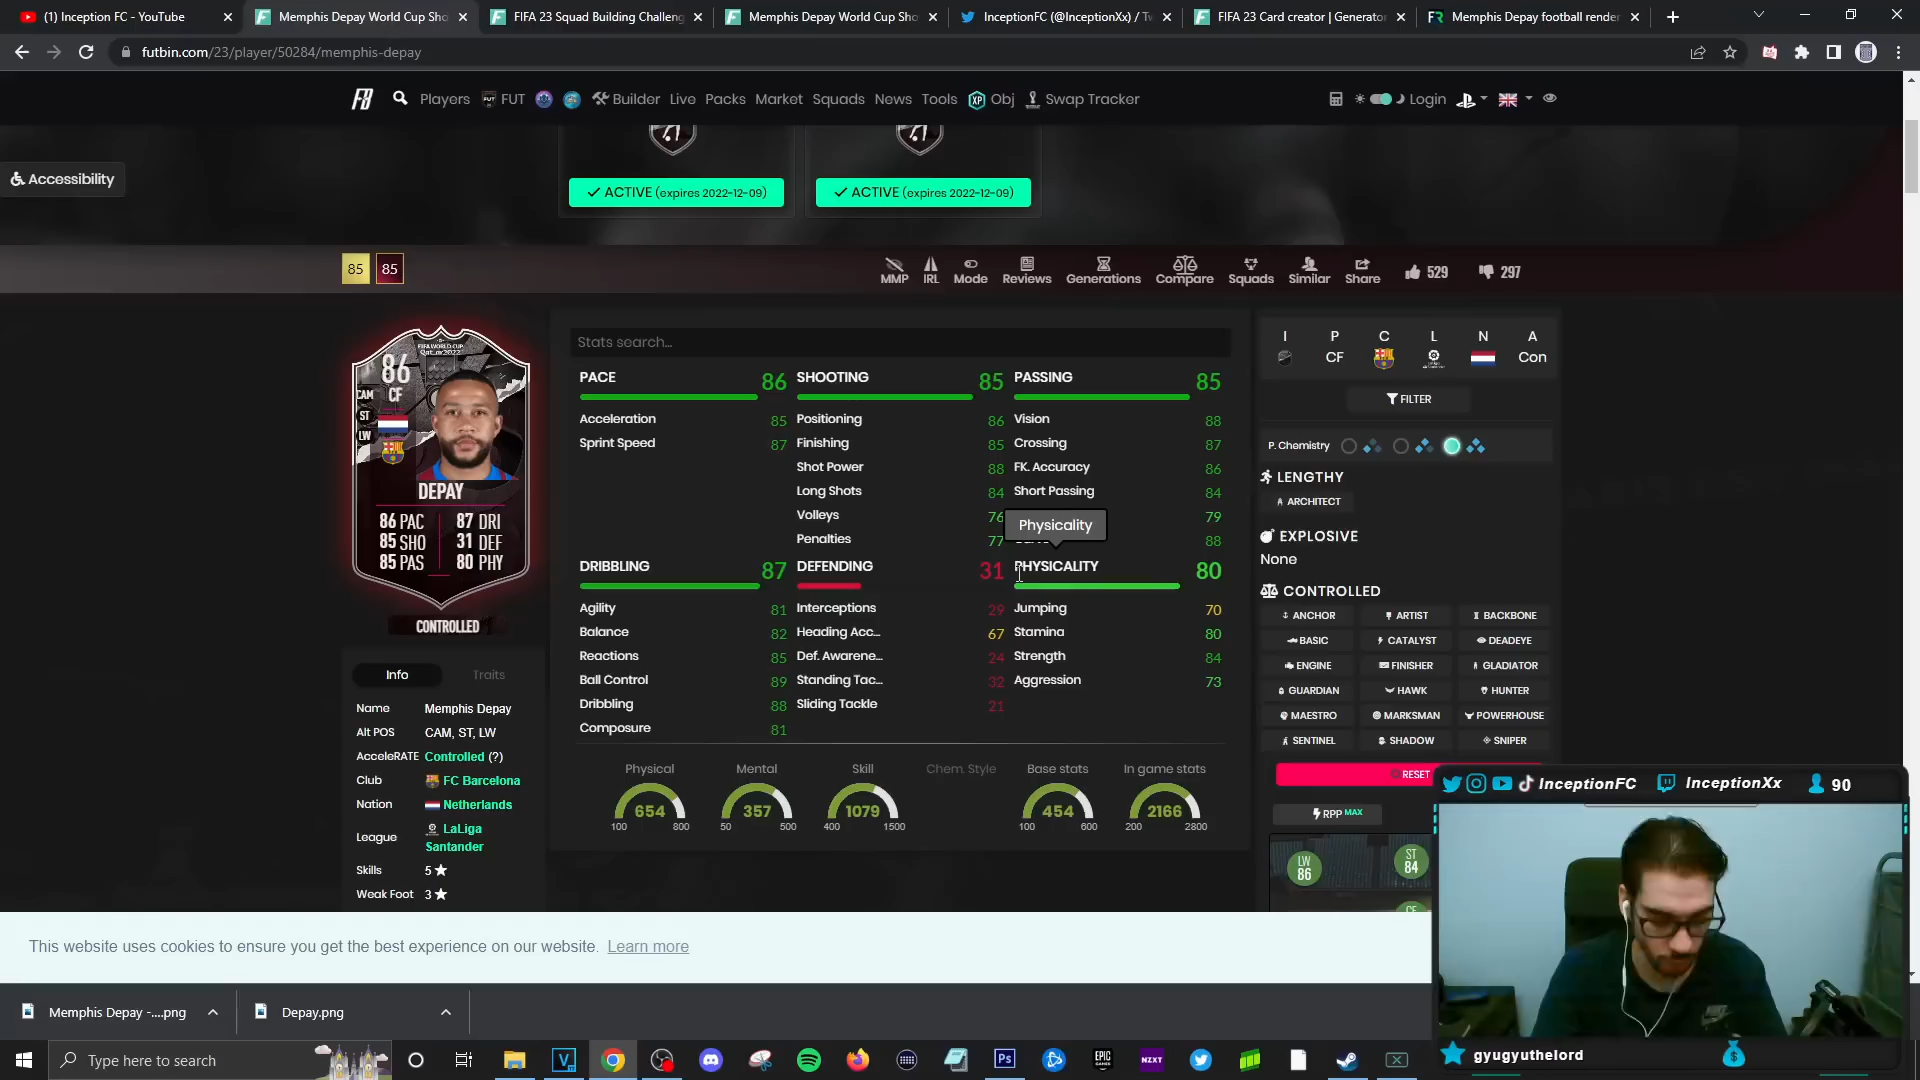 (1) Inception FC - YouTube
Memphis Depay World Cup Sho
FIFA 23 Squad Building Challeng
Memphis Depay World Cup Sho
InceptionFC (@InceptionXx) / Tw
FIFA 23 Card creator | Generator
Memphis Depay football render
futbin.com/23/player/50284/memphis-depay
Players FUT Builder Live Packs Market Squads News Tools XP Obj Swap Tracker Login
Accessibility
ACTIVE (expires 2022-12-09) ACTIVE (expires 2022-12-09)
85 85
MMP IRL Mode Reviews Generations Compare Squads Similar Share 529 297
86
CF
CAM
ST
LW
DEPAY
86 PAC 87 DRI
85 SHO 31 DEF
85 PAS 80 PHY
CONTROLLED
Stats search...
PACE 86 SHOOTING 85 PASSING 85
Acceleration 85 Positioning 86 Vision 88
Sprint Speed 87 Finishing 85 Crossing 87
Shot Power 88 FK. Accuracy 86
Long Shots 84 Short Passing 84
Volleys 76 79
Physicality
Penalties 77 88
DRIBBLING 87 DEFENDING 31 PHYSICALITY 80
Agility 81 Interceptions 29 Jumping 70
Balance 82 Heading Acc... 67 Stamina 80
Reactions 85 Def. Awarene... 24 Strength 84
Ball Control 89 Standing Tac... 32 Aggression 73
Dribbling 88 Sliding Tackle 21
Composure 81
Physical Mental Skill Chem. Style Base stats In game stats
654 357 1079 454 2166
100 800 50 500 400 1500 100 600 200 2800
I P C L N A
CF Con
FILTER
P. Chemistry
LENGTHY
ARCHITECT
EXPLOSIVE
None
CONTROLLED
ANCHOR ARTIST BACKBONE
BASIC CATALYST DEADEYE
ENGINE FINISHER GLADIATOR
GUARDIAN HAWK HUNTER
MAESTRO MARKSMAN POWERHOUSE
SENTINEL SHADOW SNIPER
RESET
RPP MAX
LW
86
ST
84
Info Traits
Name Memphis Depay
Alt POS CAM, ST, LW
AcceleRATE Controlled (?)
Club FC Barcelona
Nation Netherlands
League LaLiga
Santander
Skills 5
Weak Foot 3
InceptionFC InceptionXx 90
gyugyuthelord
This website uses cookies to ensure you get the best experience on our website. Learn more
Memphis Depay -....png Depay.png
Type here to search